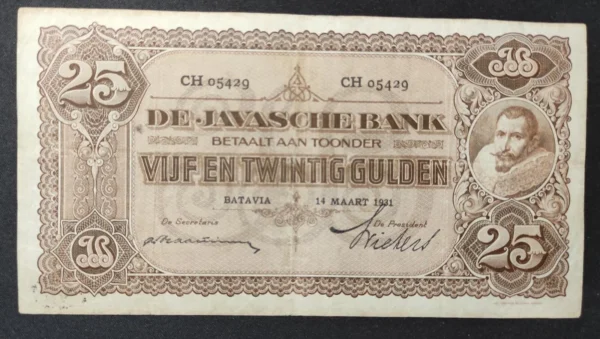 25
CH 05429 CH 05429
DE JAVASCHE BANK
BETAALT AAN TOONDER
VIJF EN TWINTIG GULDEN
BATAVIA 14 MAART 1931
De Secretaris De President
25